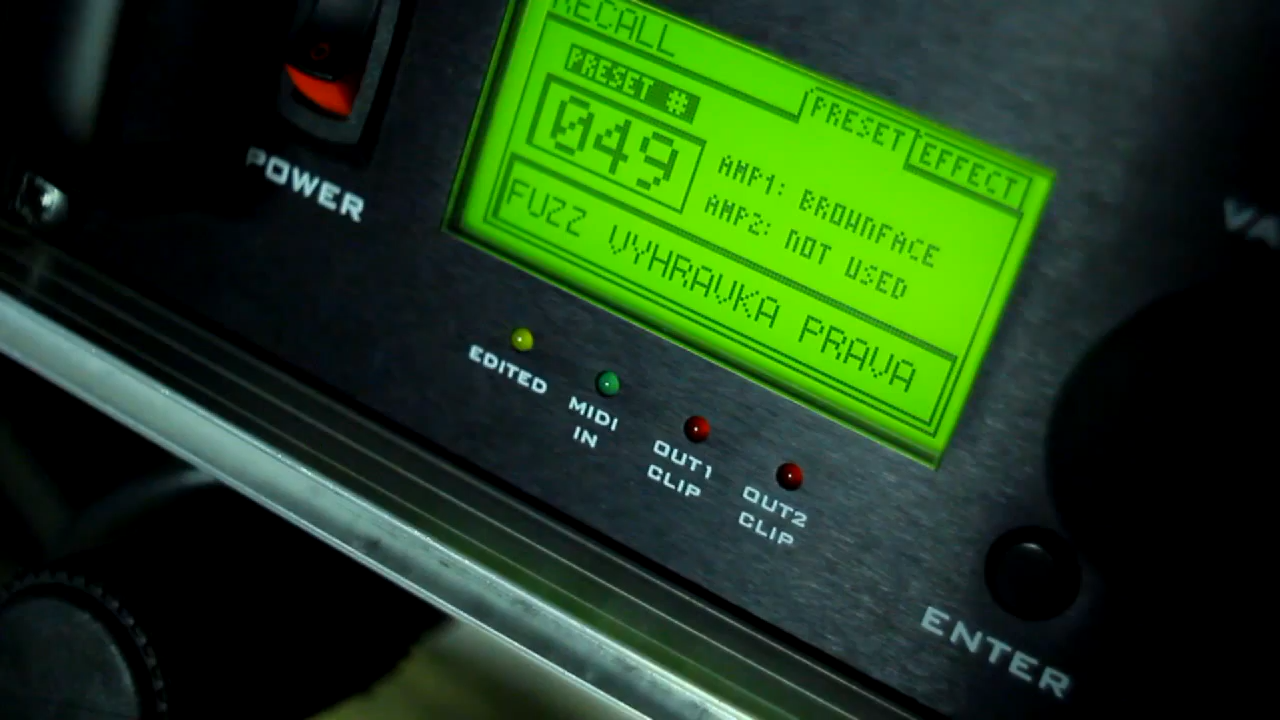 RECALL
PRESET #
PRESET
EFFECT
049
AMP1: BROWNFACE
AMP2: NOT USED
FUZZ VYHRAVKA PRAVA
POWER
EDITED
MIDI
IN
OUT1
CLIP
OUT2
CLIP
ENTER